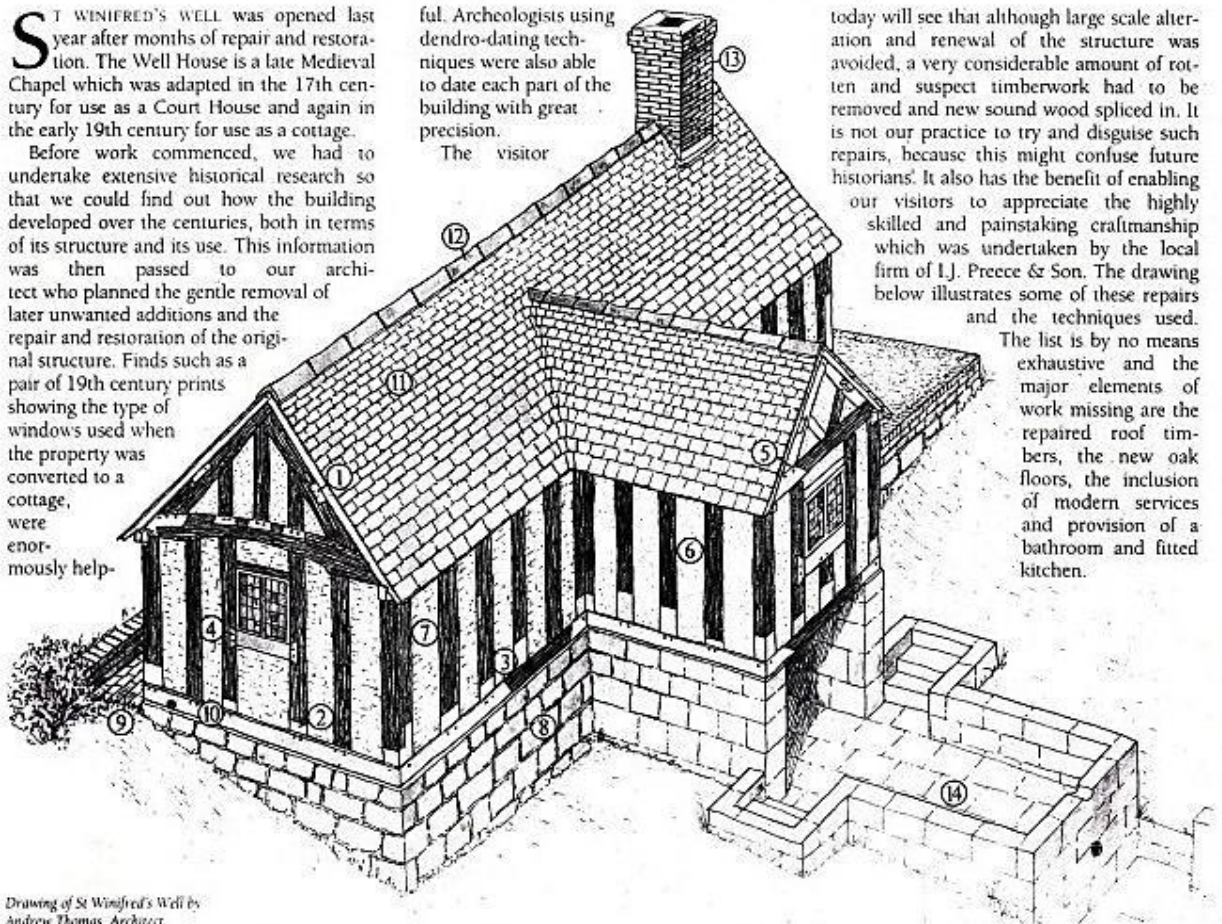 ST WINIFRED'S WELL was opened last
year after months of repair and restora-
tion. The Well House is a late Medieval
Chapel which was adapted in the 17th cen-
tury for use as a Court House and again in
the early 19th century for use as a cottage.
Before work commenced, we had to
undertake extensive historical research so
that we could find out how the building
developed over the centuries, both in terms
of its structure and its use. This information
was then passed to our archi-
tect who planned the gentle removal of
later unwanted additions and the
repair and restoration of the origi-
nal structure. Finds such as a
pair of 19th century prints
showing the type of
windows used when
the property was
converted to a
cottage,
were
enor-
mously help-
ful. Archeologists using
dendro-dating tech-
niques were also able
to date each part of the
building with great
precision.
The visitor
today will see that although large scale alter-
ation and renewal of the structure was
avoided, a very considerable amount of rot-
ten and suspect timberwork had to be
removed and new sound wood spliced in. It
is not our practice to try and disguise such
repairs, because this might confuse future
historians'. It also has the benefit of enabling
our visitors to appreciate the highly
skilled and painstaking craftmanship
which was undertaken by the local
firm of I.J. Preece & Son. The drawing
below illustrates some of these repairs
and the techniques used.
The list is by no means
exhaustive and the
major elements of
work missing are the
repaired roof tim-
bers, the new oak
floors, the inclusion
of modern services
and provision of a
bathroom and fitted
kitchen.
13
12
11
1
5
6
4
7
3
10
2
8
9
14
Drawing of St Winifred's Well by
Andrew Thomas, Architect